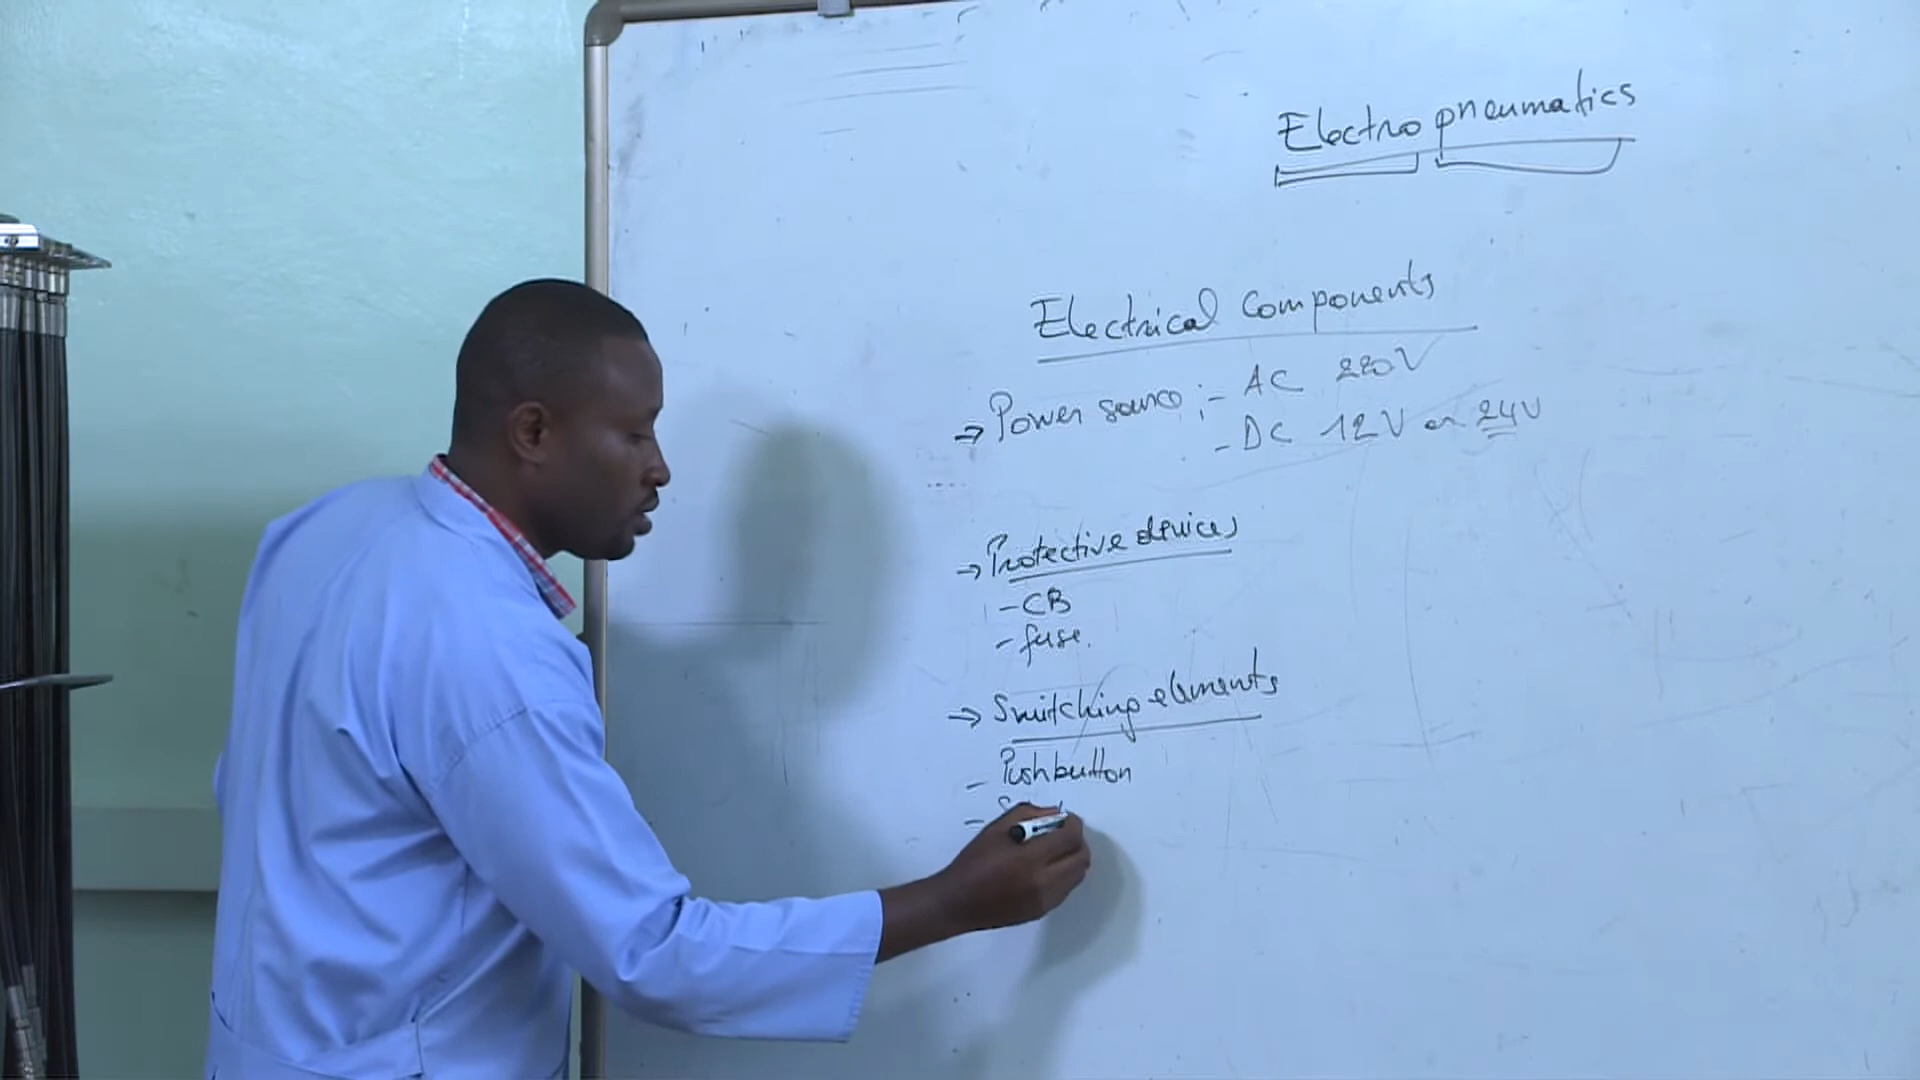 Electropneumatics
Electrical components
⇒ Power source :- AC 220V
- DC 12V or 24V
→ Protective devices
- CB
- fuse.
⇒ Switching elements
- Pushbutton
-